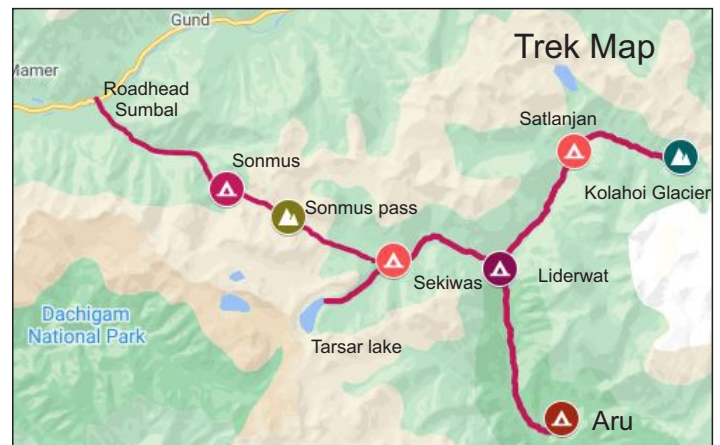 Gund
Trek Map
Mamer
Roadhead
Sumbal
Satlanjan
Sonmus
Kolahoi Glacier
Sonmus pass
Sekiwas
Liderwat
Dachigam
National Park
Tarsar lake
Aru